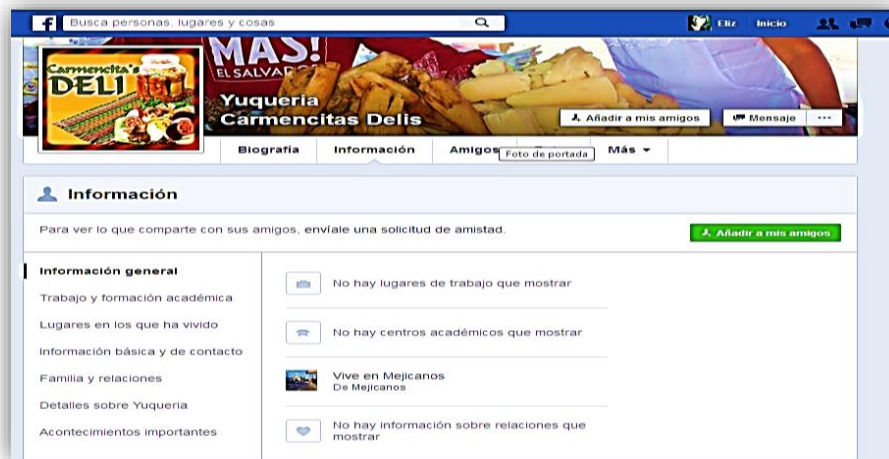 Busca personas, lugares y cosas
Eliz Inicio
Carmencita's
DELI
MAS!
EL SALVADOR
Yuqueria
Carmencitas Delis
Añadir a mis amigos
Mensaje
Biografía Información Amigos Más
Foto de portada
Información
Para ver lo que comparte con sus amigos, envíale una solicitud de amistad.
Añadir a mis amigos
Información general
Trabajo y formación académica
Lugares en los que ha vivido
Información básica y de contacto
Familia y relaciones
Detalles sobre Yuqueria
Acontecimientos importantes
No hay lugares de trabajo que mostrar
No hay centros académicos que mostrar
Vive en Mejicanos
De Mejicanos
No hay información sobre relaciones que
mostrar